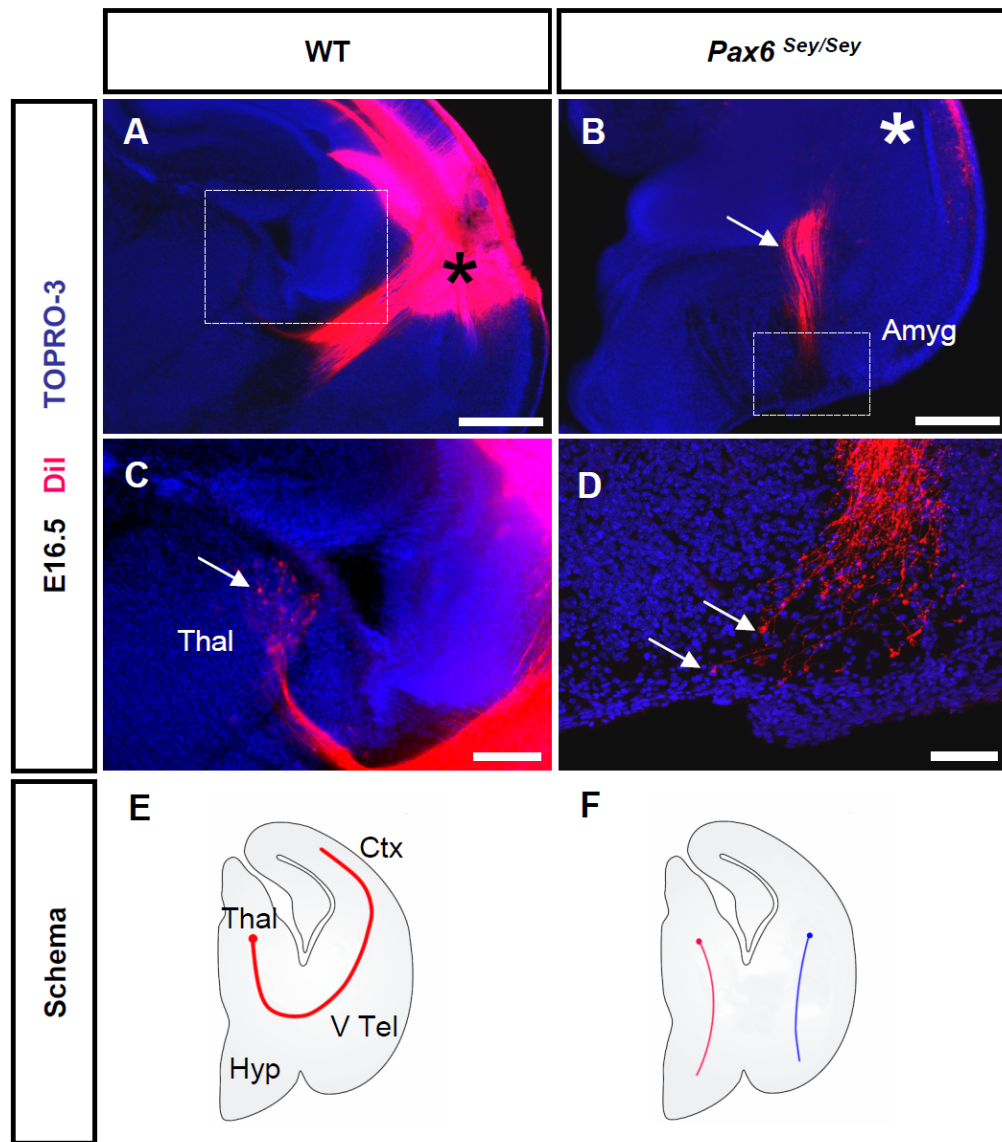 WT
Pax6 Sey/Sey
E16.5 DiI TOPRO-3
A
*
B
*
Amyg
C
Thal
D
Schema
E
Ctx
Thal
V Tel
Hyp
F